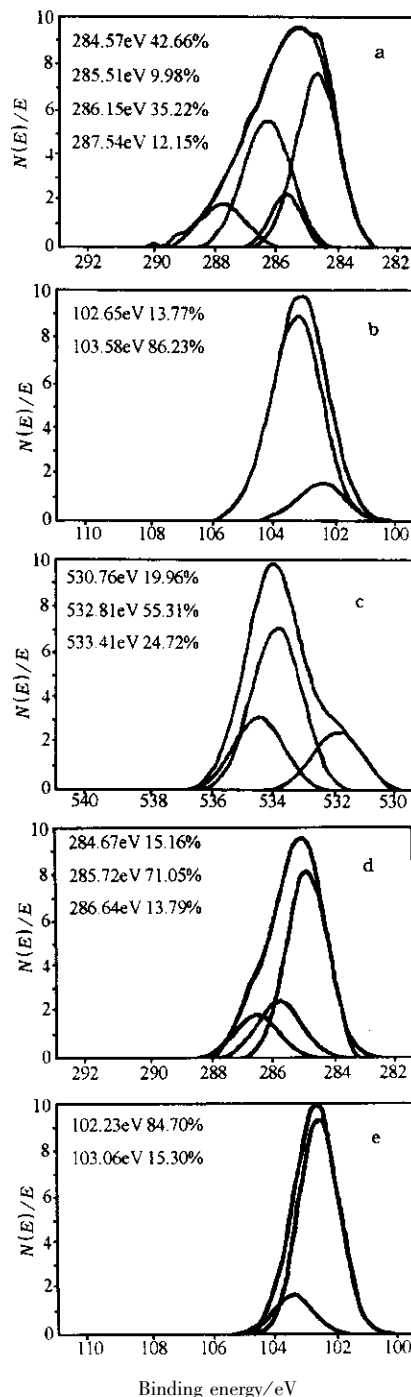 10
8
6
4
2
0
N(E)/E
284.57eV 42.66%
285.51eV 9.98%
286.15eV 35.22%
287.54eV 12.15%
a
292 290 288 286 284 282
10
8
6
4
2
0
N(E)/E
102.65eV 13.77%
103.58eV 86.23%
b
110 108 106 104 102 100
10
8
6
4
2
0
N(E)/E
530.76eV 19.96%
532.81eV 55.31%
533.41eV 24.72%
c
540 538 536 534 532 530
10
8
6
4
2
0
N(E)/E
284.67eV 15.16%
285.72eV 71.05%
286.64eV 13.79%
d
292 290 288 286 284 282
10
8
6
4
2
0
N(E)/E
102.23eV 84.70%
103.06eV 15.30%
e
110 108 106 104 102 100
Binding energy/eV